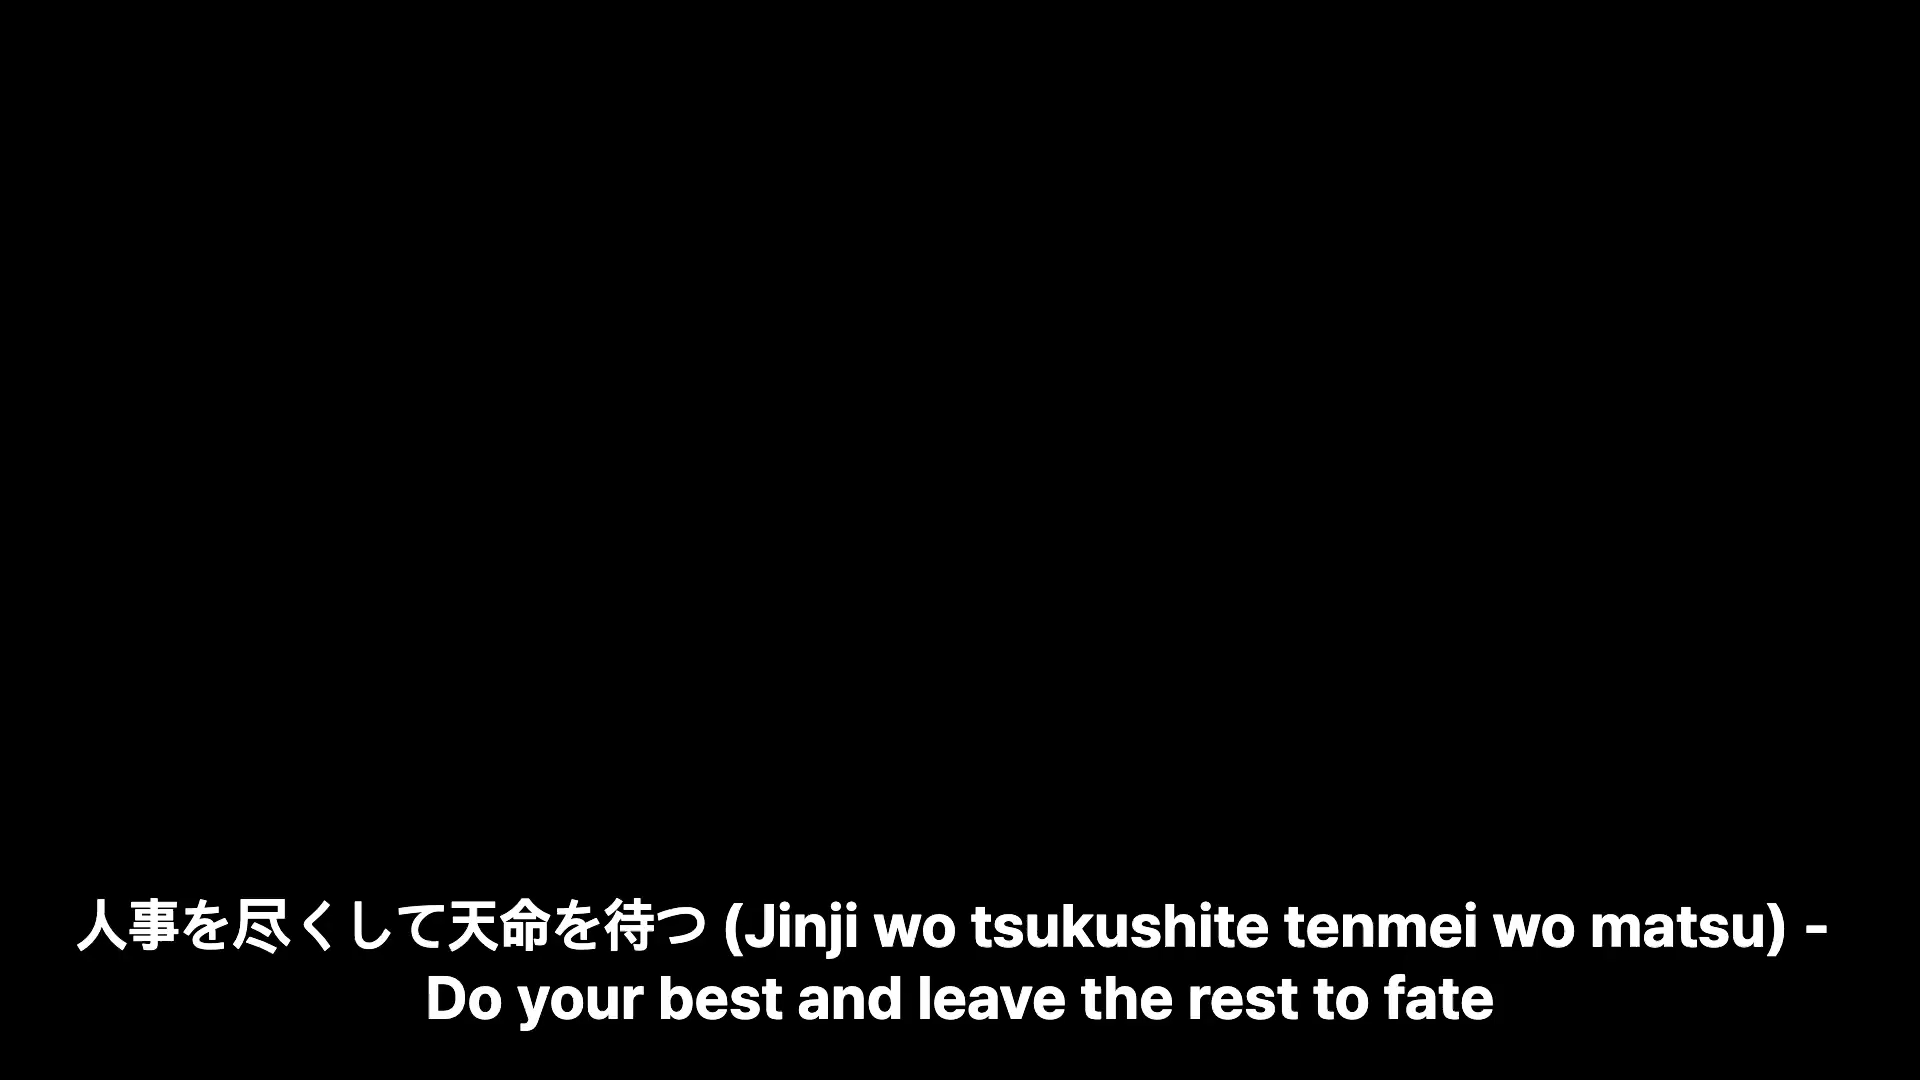 人事を尽くして天命を待つ (Jinji wo tsukushite tenmei wo matsu) -
Do your best and leave the rest to fate